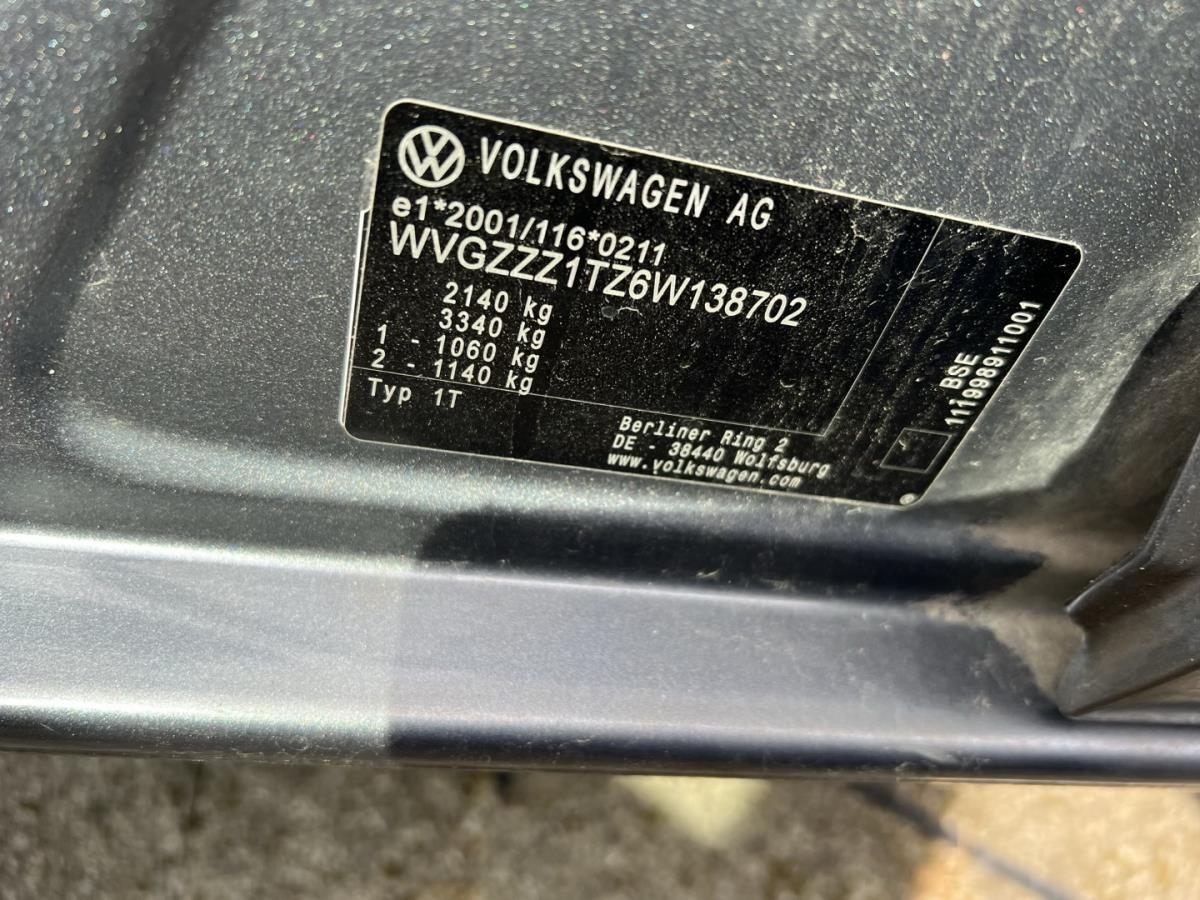 VOLKSWAGEN AG
e1*2001/116*0211
WVGZZZ1TZ6W138702
2140 kg
3340 kg
1 - 1060 kg
2 - 1140 kg
Typ 1T
Berliner Ring 2
DE - 38440 Wolfsburg
www.volkswagen.com
BSE
111998911001